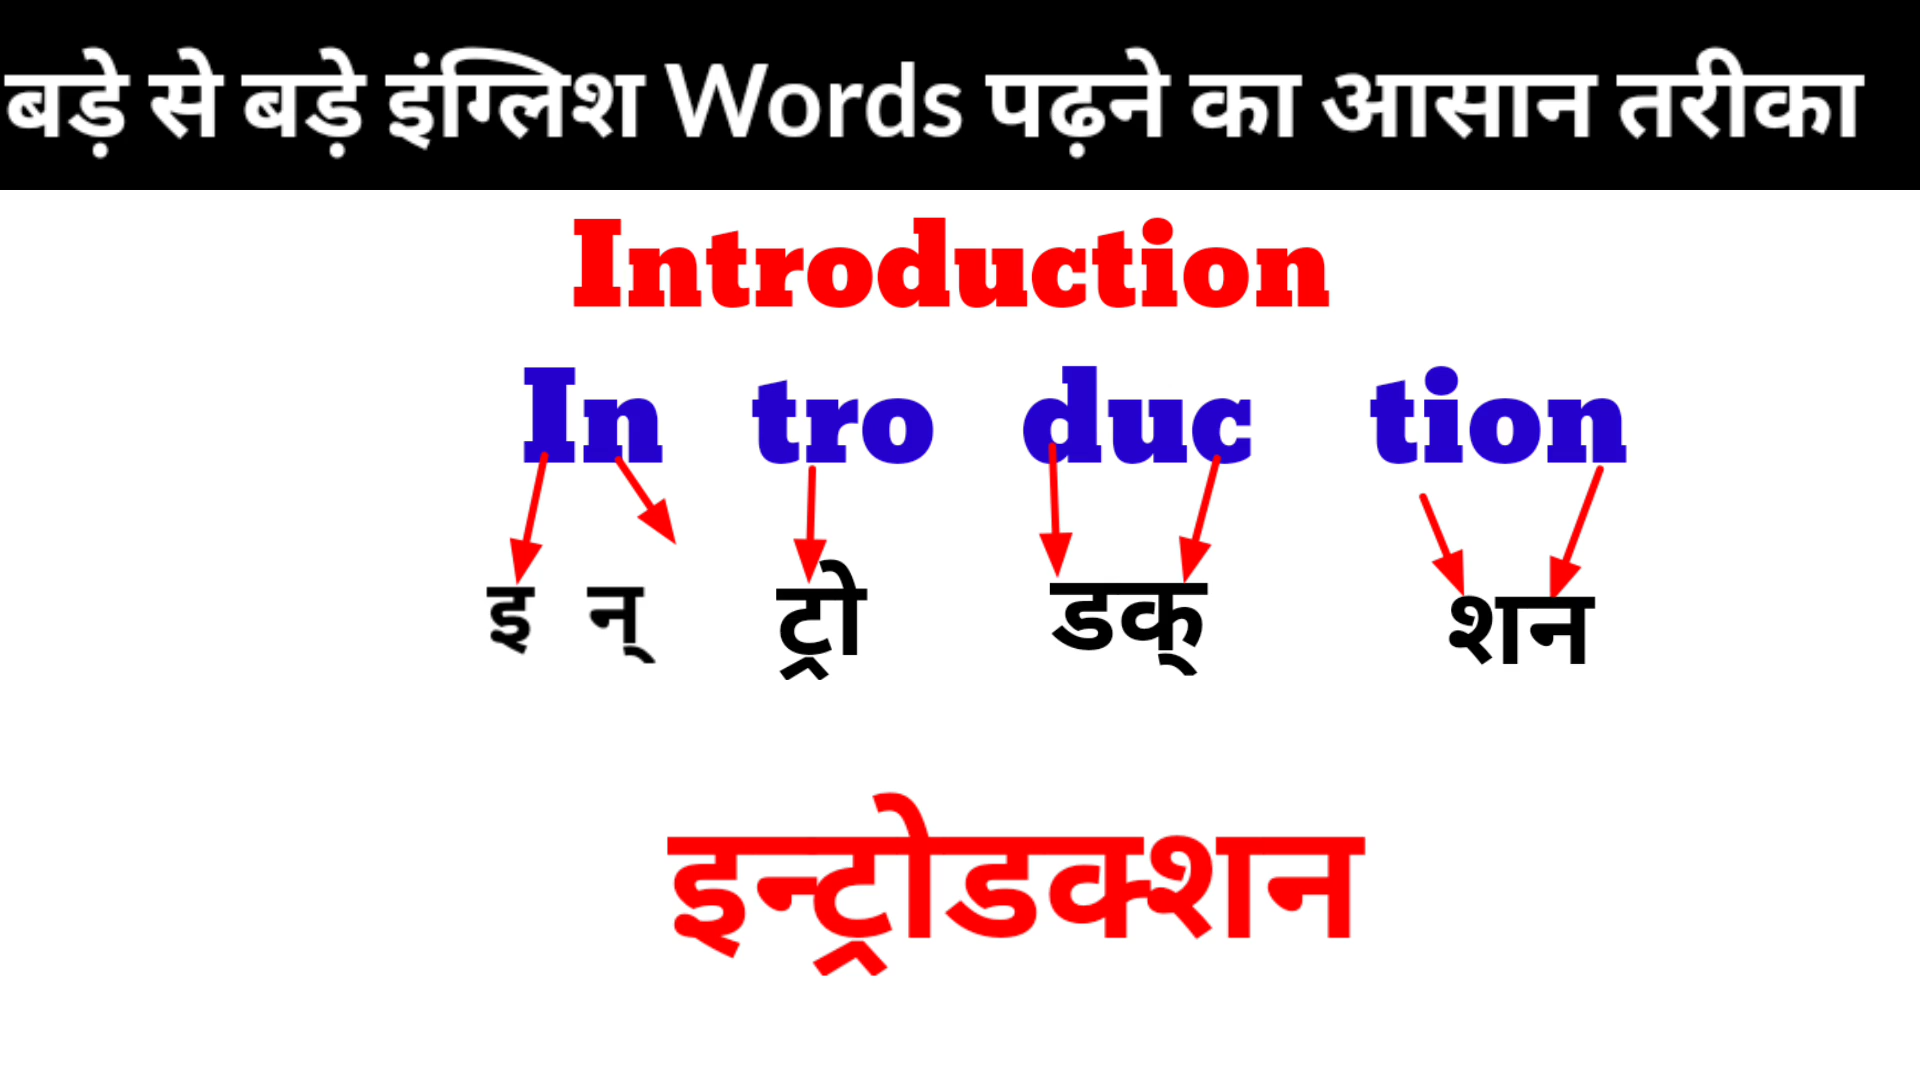 बड़े से बड़े इंग्लिश Words पढ़ने का आसान तरीका
Introduction
In tro duc tion
इ न् ट्रो डक् शन
इन्ट्रोडक्शन